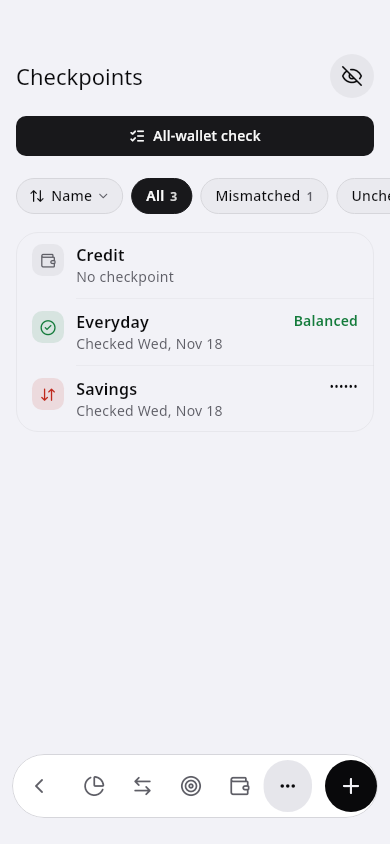 Checkpoints
All-wallet check
Name
All 3
Mismatched 1
Unche
Credit
No checkpoint
Everyday
Balanced
Checked Wed, Nov 18
Savings
••••••
Checked Wed, Nov 18